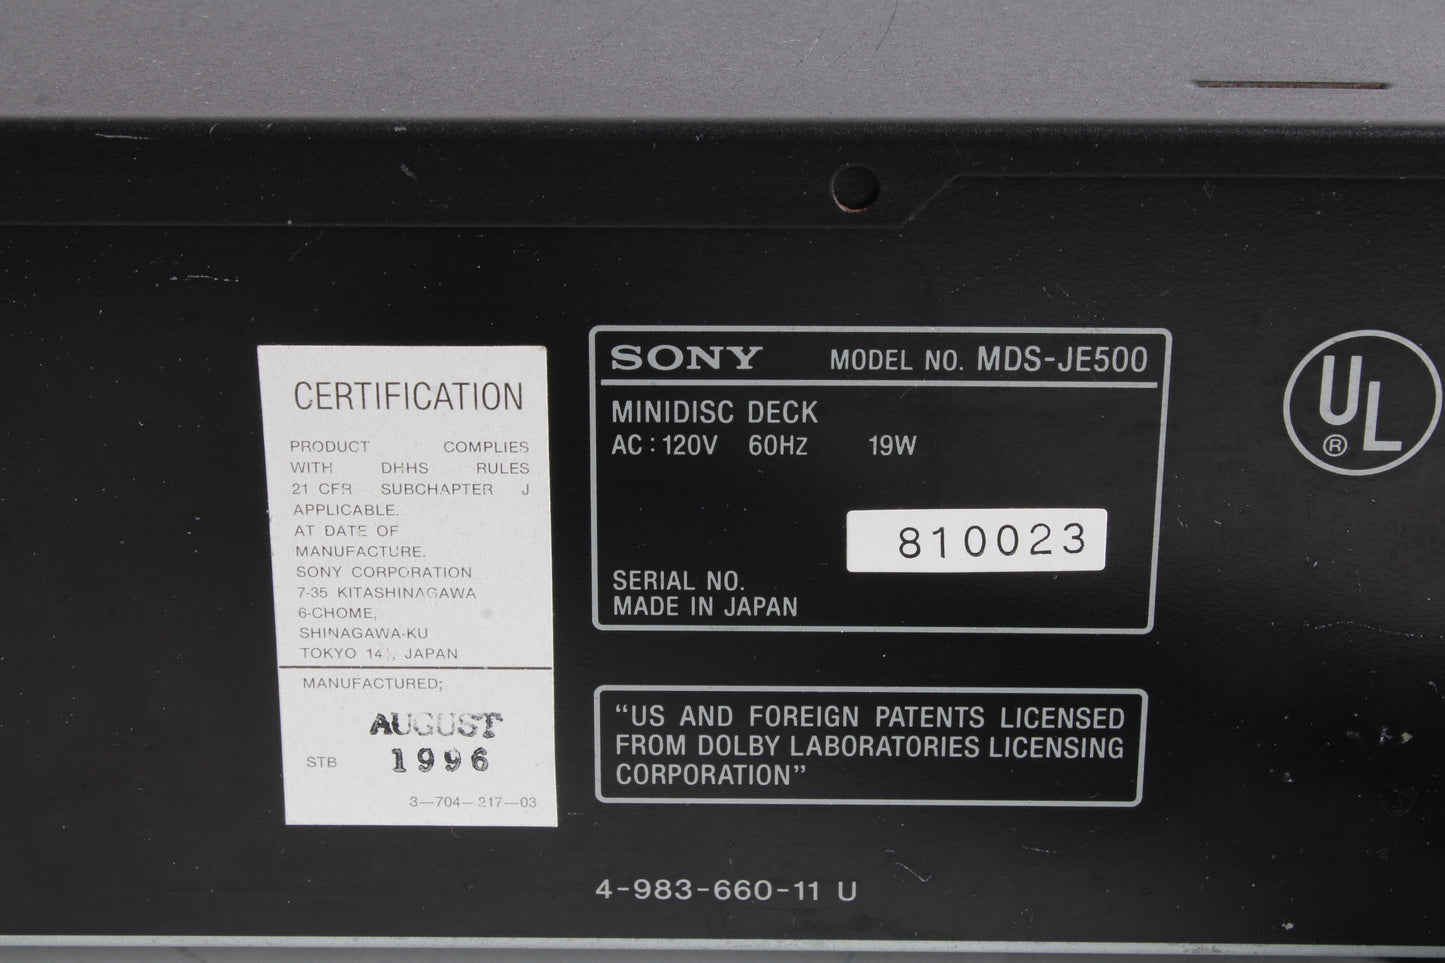 CERTIFICATION
PRODUCT COMPLIES
WITH DHHS RULES
21 CFR SUBCHAPTER J
APPLICABLE.
AT DATE OF
MANUFACTURE.
SONY CORPORATION
7-35 KITASHINAGAWA
6-CHOME,
SHINAGAWA-KU
TOKYO JAPAN
MANUFACTURED;
AUGUST
STB 1996
3-704-217-03
SONY MODEL NO. MDS-JE500
MINIDISC DECK
AC : 120V 60Hz 19W
810023
SERIAL NO.
MADE IN JAPAN
"US AND FOREIGN PATENTS LICENSED
FROM DOLBY LABORATORIES LICENSING
CORPORATION"
4-983-660-11 U
UL
®